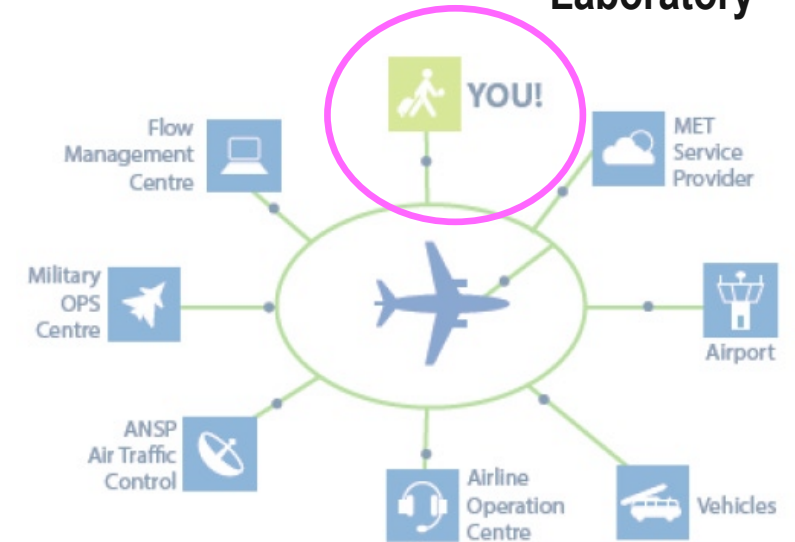 Laboratory
YOU!
Flow
Management
Centre
MET
Service
Provider
Military
OPS
Centre
Airport
ANSP
Air Traffic
Control
Airline
Operation
Centre
Vehicles